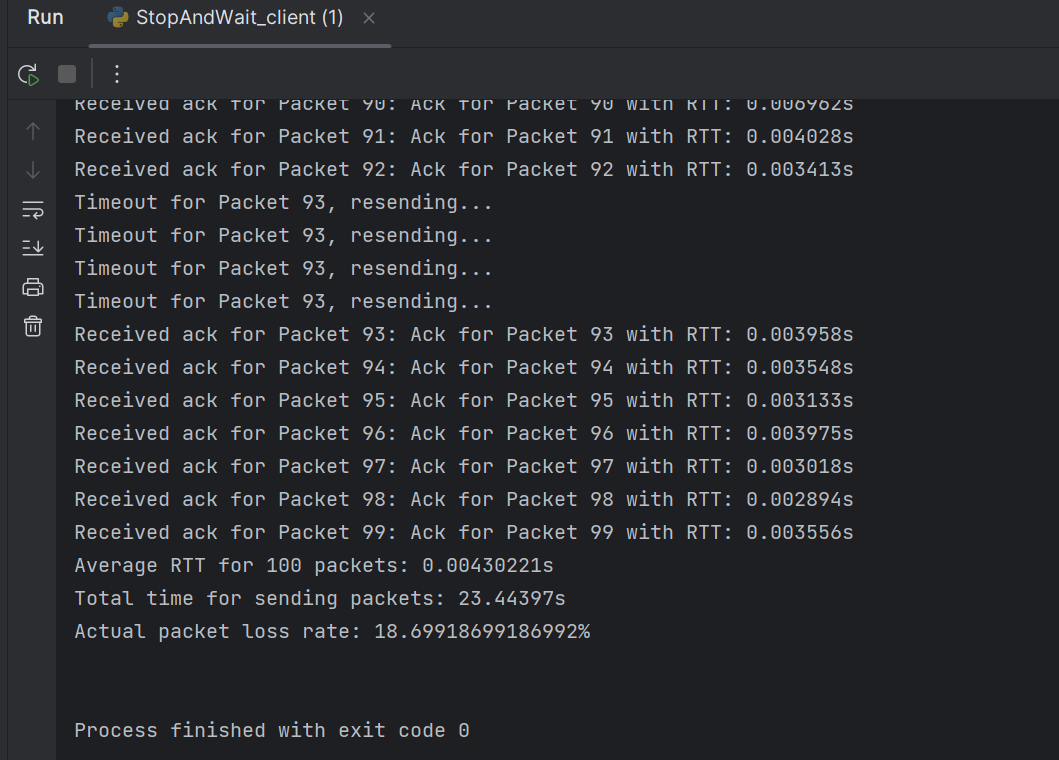 Run StopAndWait_client (1)
Received ack for Packet 90: Ack for Packet 90 with RTT: 0.006962s
Received ack for Packet 91: Ack for Packet 91 with RTT: 0.004028s
Received ack for Packet 92: Ack for Packet 92 with RTT: 0.003413s
Timeout for Packet 93, resending...
Timeout for Packet 93, resending...
Timeout for Packet 93, resending...
Timeout for Packet 93, resending...
Received ack for Packet 93: Ack for Packet 93 with RTT: 0.003958s
Received ack for Packet 94: Ack for Packet 94 with RTT: 0.003548s
Received ack for Packet 95: Ack for Packet 95 with RTT: 0.003133s
Received ack for Packet 96: Ack for Packet 96 with RTT: 0.003975s
Received ack for Packet 97: Ack for Packet 97 with RTT: 0.003018s
Received ack for Packet 98: Ack for Packet 98 with RTT: 0.002894s
Received ack for Packet 99: Ack for Packet 99 with RTT: 0.003556s
Average RTT for 100 packets: 0.00430221s
Total time for sending packets: 23.44397s
Actual packet loss rate: 18.69918699186992%
Process finished with exit code 0